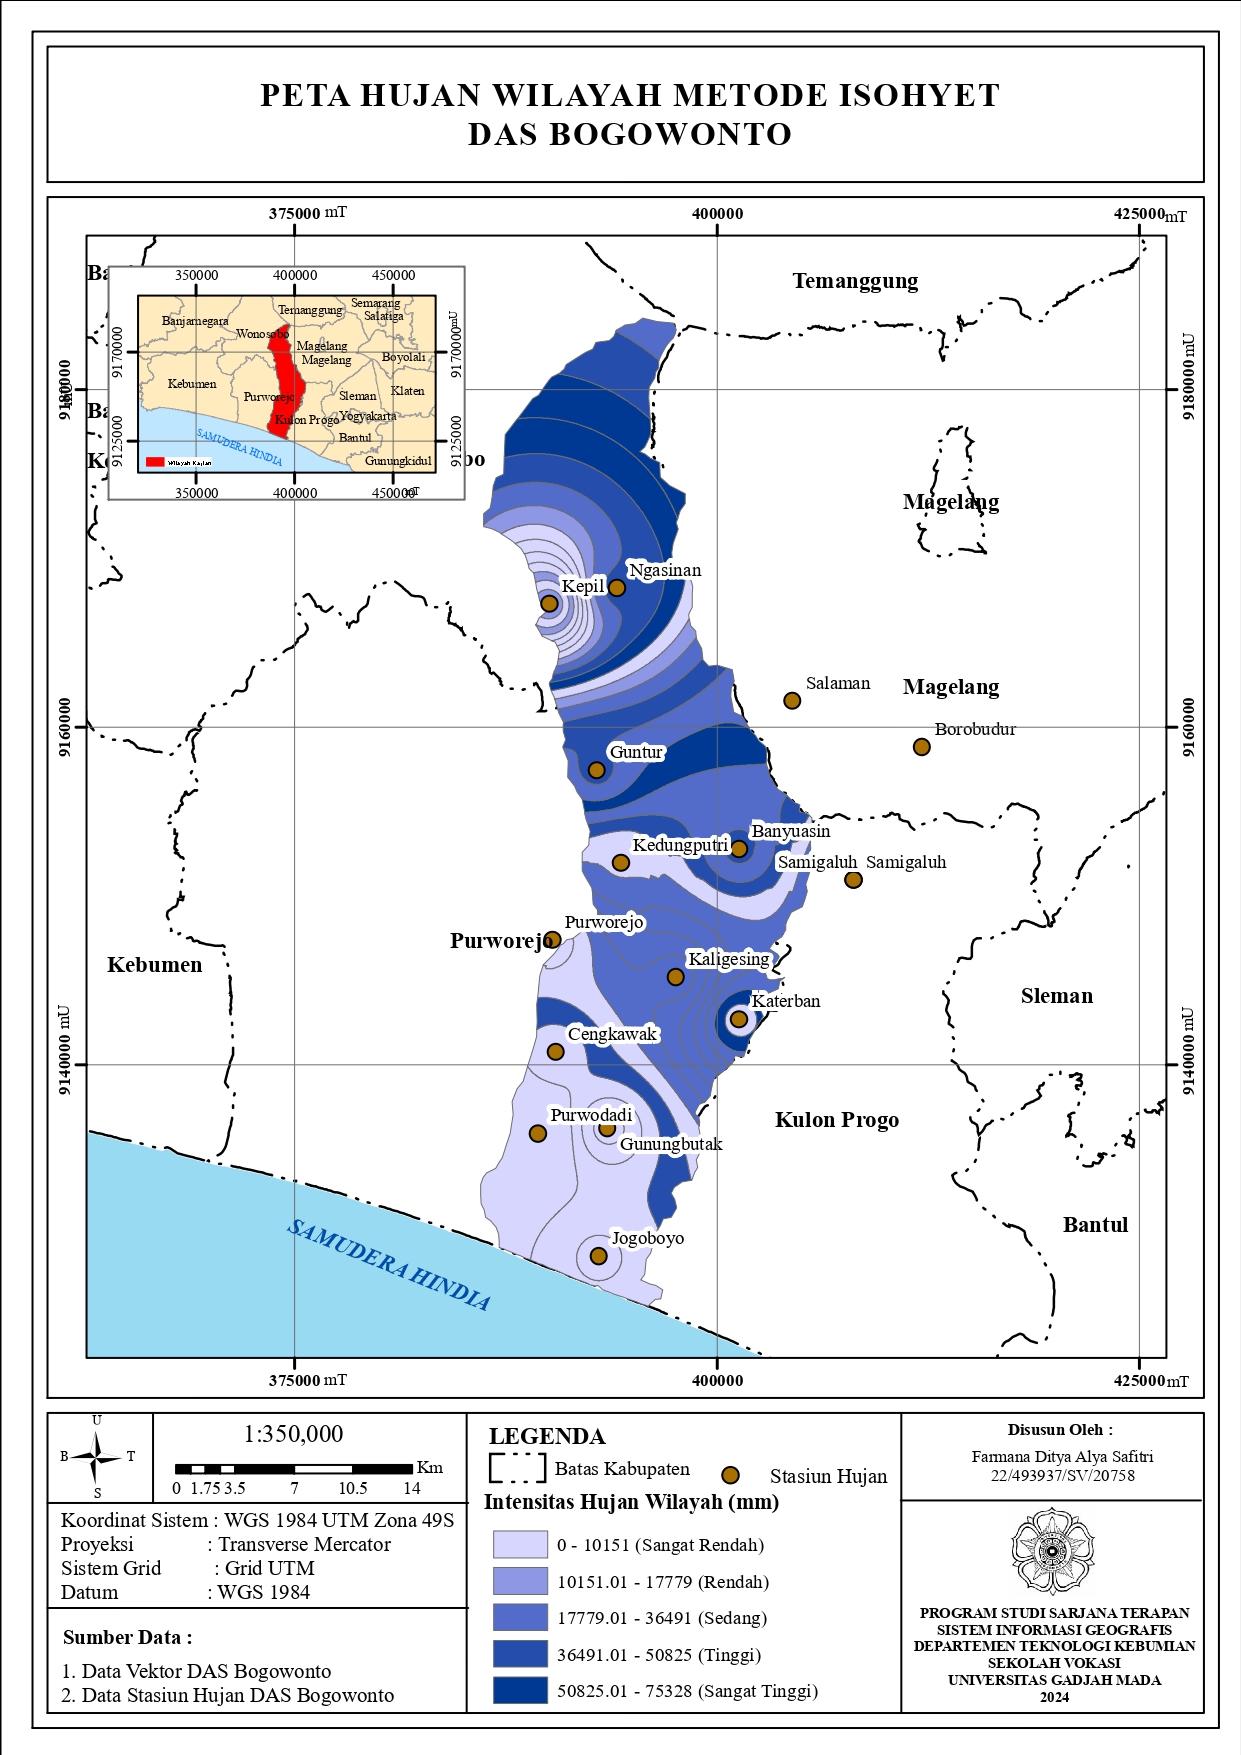 PETA HUJAN WILAYAH METODE ISOHYET
DAS BOGOWONTO
375000 mT
400000
425000mT
Temanggung
350000
400000
450000
Banjarnegara
Temanggung
Semarang
Salatiga
Wonosobo
Magelang
Magelang
Boyolali
Kebumen
Purworejo
Sleman
Klaten
Kulon Progo
Yogyakarta
Bantul
Gunungkidul
SAMUDERA HINDIA
Wilayah Kajian
9170000
9125000
9170000mU
9125000
350000
400000
450000
mT
9180000
9180000 mU
Magelang
Ngasinan
Kepil
Salaman
Magelang
Borobudur
9160000
9160000
Guntur
Banyuasin
Kedungputri
Samigaluh
Samigaluh
Purworejo
Purworejo
Kaligesing
Kebumen
Sleman
Katerban
Cengkawak
9140000 mU
9140000 mU
Purwodadi
Gunungbutak
Kulon Progo
Bantul
Jogoboyo
SAMUDERA HINDIA
375000 mT
400000
425000mT
U
B
T
S
1:350,000
Km
0 1.75 3.5 7 10.5 14
Koordinat Sistem : WGS 1984 UTM Zona 49S
Proyeksi : Transverse Mercator
Sistem Grid : Grid UTM
Datum : WGS 1984
Sumber Data :
1. Data Vektor DAS Bogowonto
2. Data Stasiun Hujan DAS Bogowonto
LEGENDA
Batas Kabupaten
Stasiun Hujan
Intensitas Hujan Wilayah (mm)
0 - 10151 (Sangat Rendah)
10151.01 - 17779 (Rendah)
17779.01 - 36491 (Sedang)
36491.01 - 50825 (Tinggi)
50825.01 - 75328 (Sangat Tinggi)
Disusun Oleh :
Farmana Ditya Alya Safitri
22/493937/SV/20758
PROGRAM STUDI SARJANA TERAPAN
SISTEM INFORMASI GEOGRAFIS
DEPARTEMEN TEKNOLOGI KEBUMIAN
SEKOLAH VOKASI
UNIVERSITAS GADJAH MADA
2024